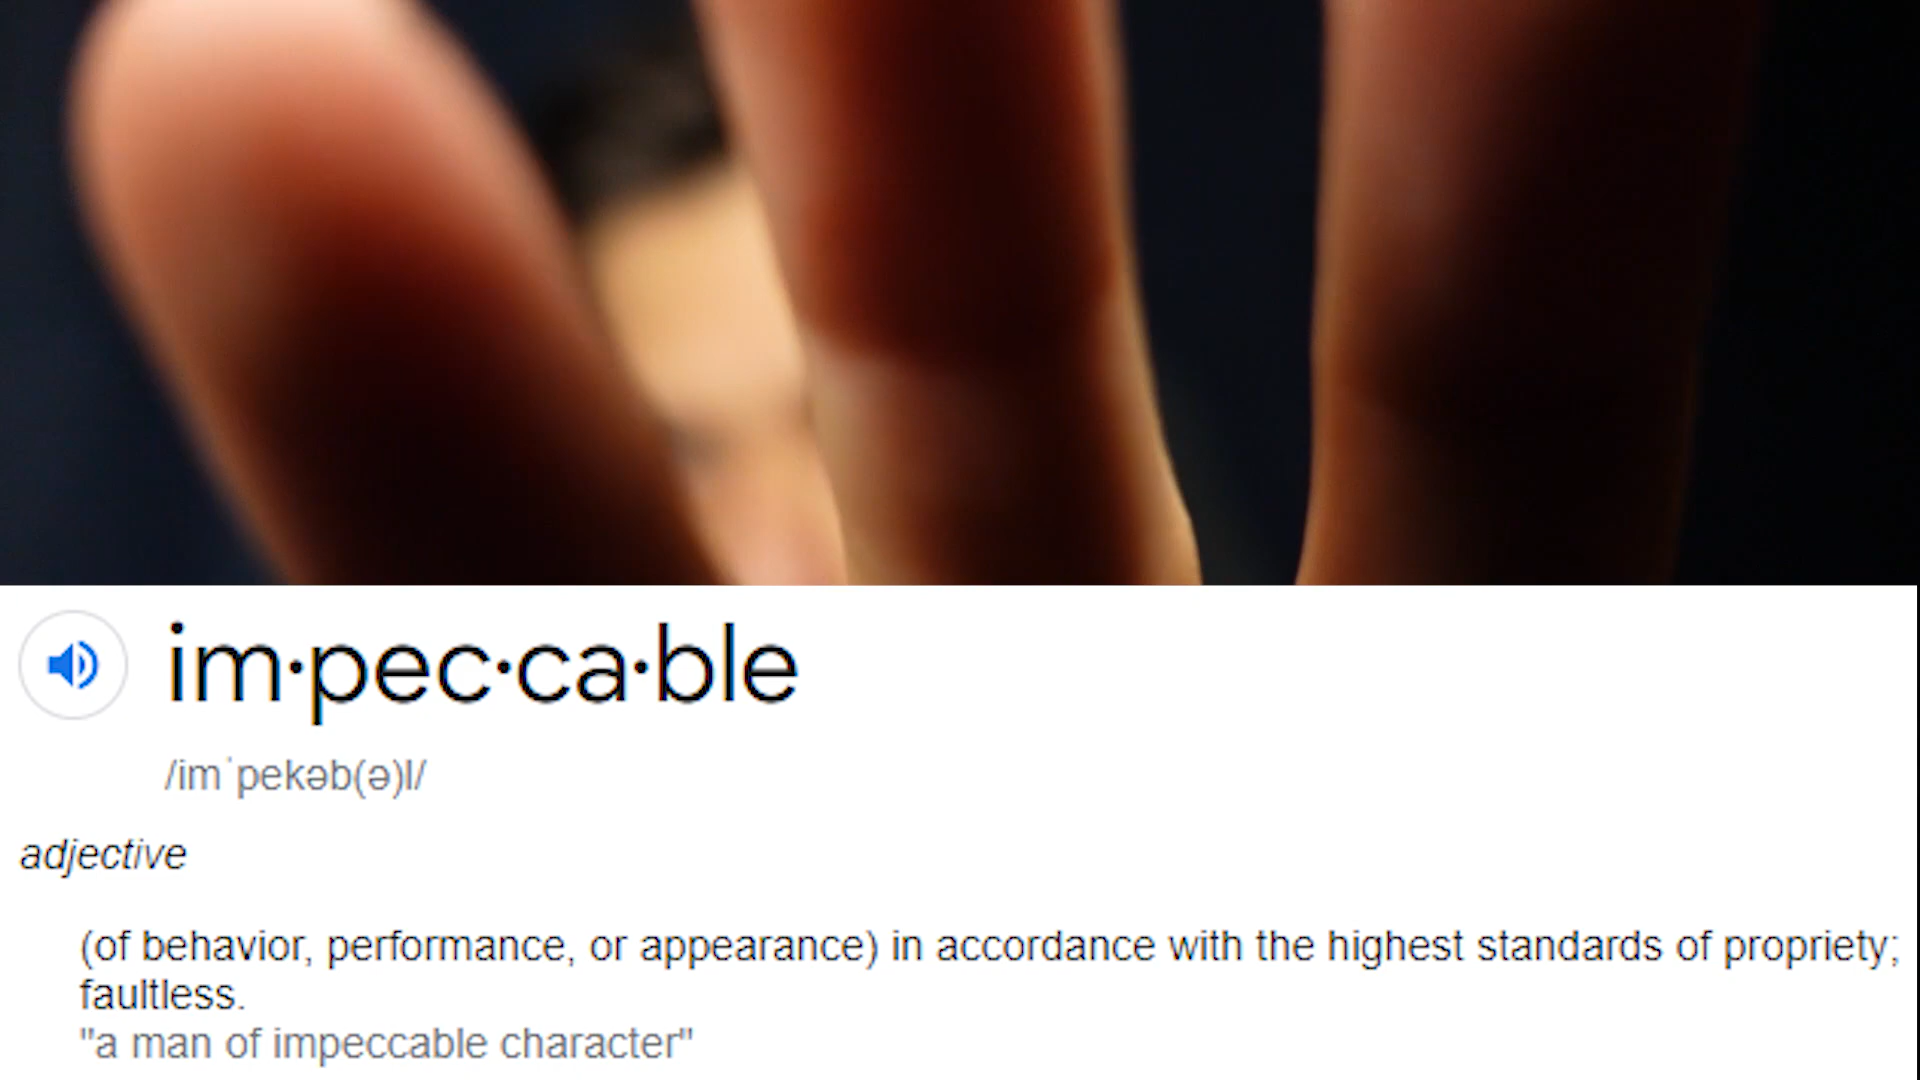 im·pec·ca·ble
/imˈpekəb(ə)l/
adjective
(of behavior, performance, or appearance) in accordance with the highest standards of propriety;
faultless.
"a man of impeccable character"